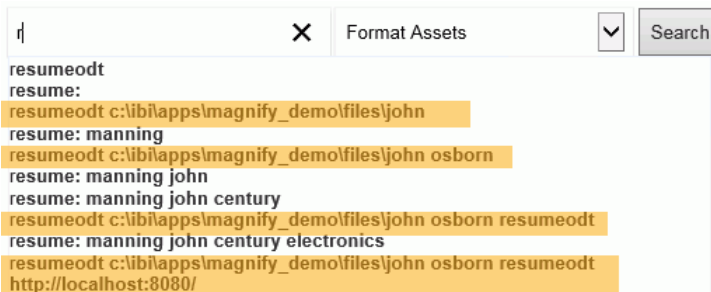 r Format Assets Search
resumeodt
resume:
resumeodt c:\ibi\apps\magnify_demo\files\john
resume: manning
resumeodt c:\ibi\apps\magnify_demo\files\john osborn
resume: manning john
resume: manning john century
resumeodt c:\ibi\apps\magnify_demo\files\john osborn resumeodt
resume: manning john century electronics
resumeodt c:\ibi\apps\magnify_demo\files\john osborn resumeodt
http://localhost:8080/